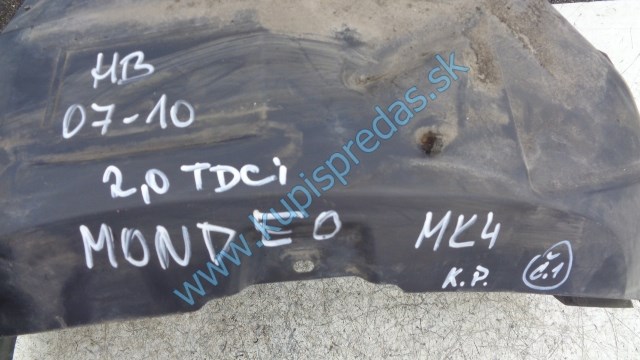 HB
07-10
2,0 TDCi
MONDEO MK4
K.P. č.1
www.kupispredas.sk